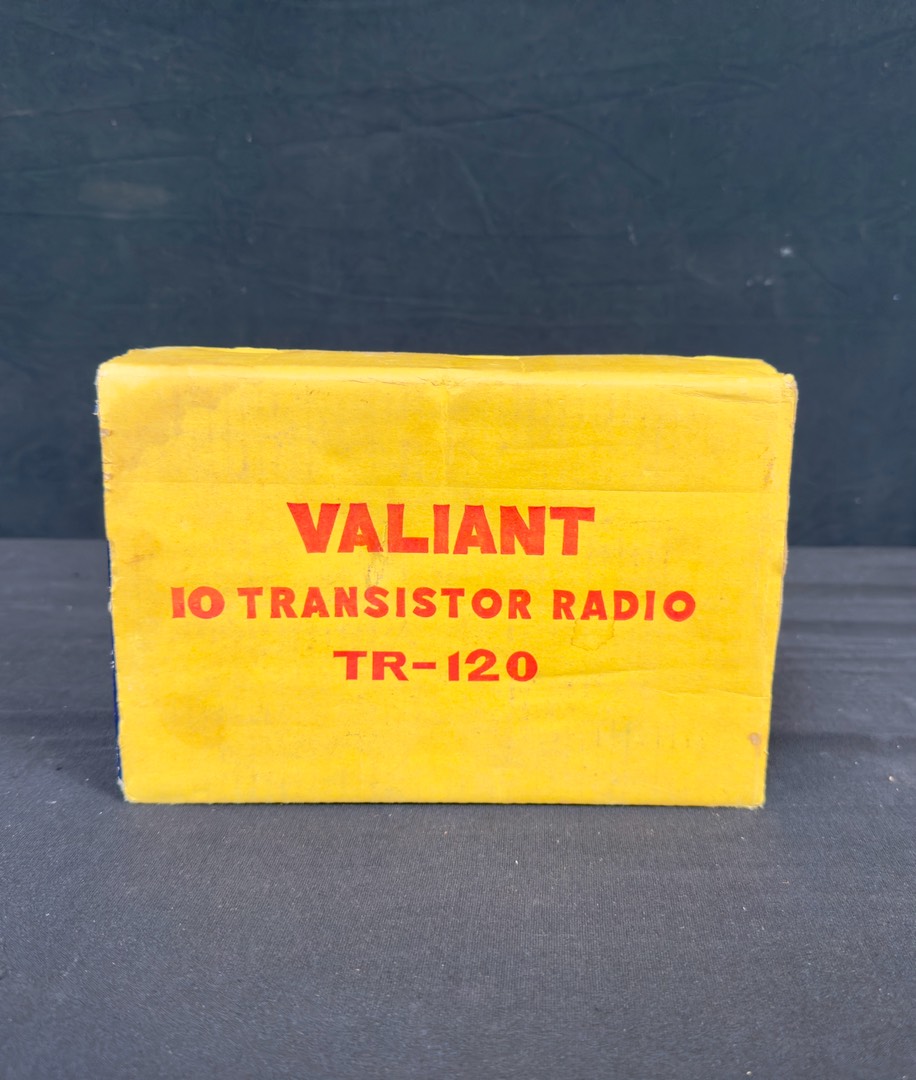 VALIANT
10 TRANSISTOR RADIO
TR-120